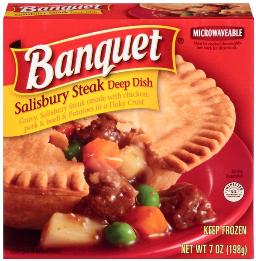 MICROWAVEABLE
Banquet®
Salisbury Steak Deep Dish
Gravy, Salisbury Steak made with chicken,
pork & beef & Potatoes in a Flaky Crust
KEEP FROZEN
NET WT 7 OZ (198g)